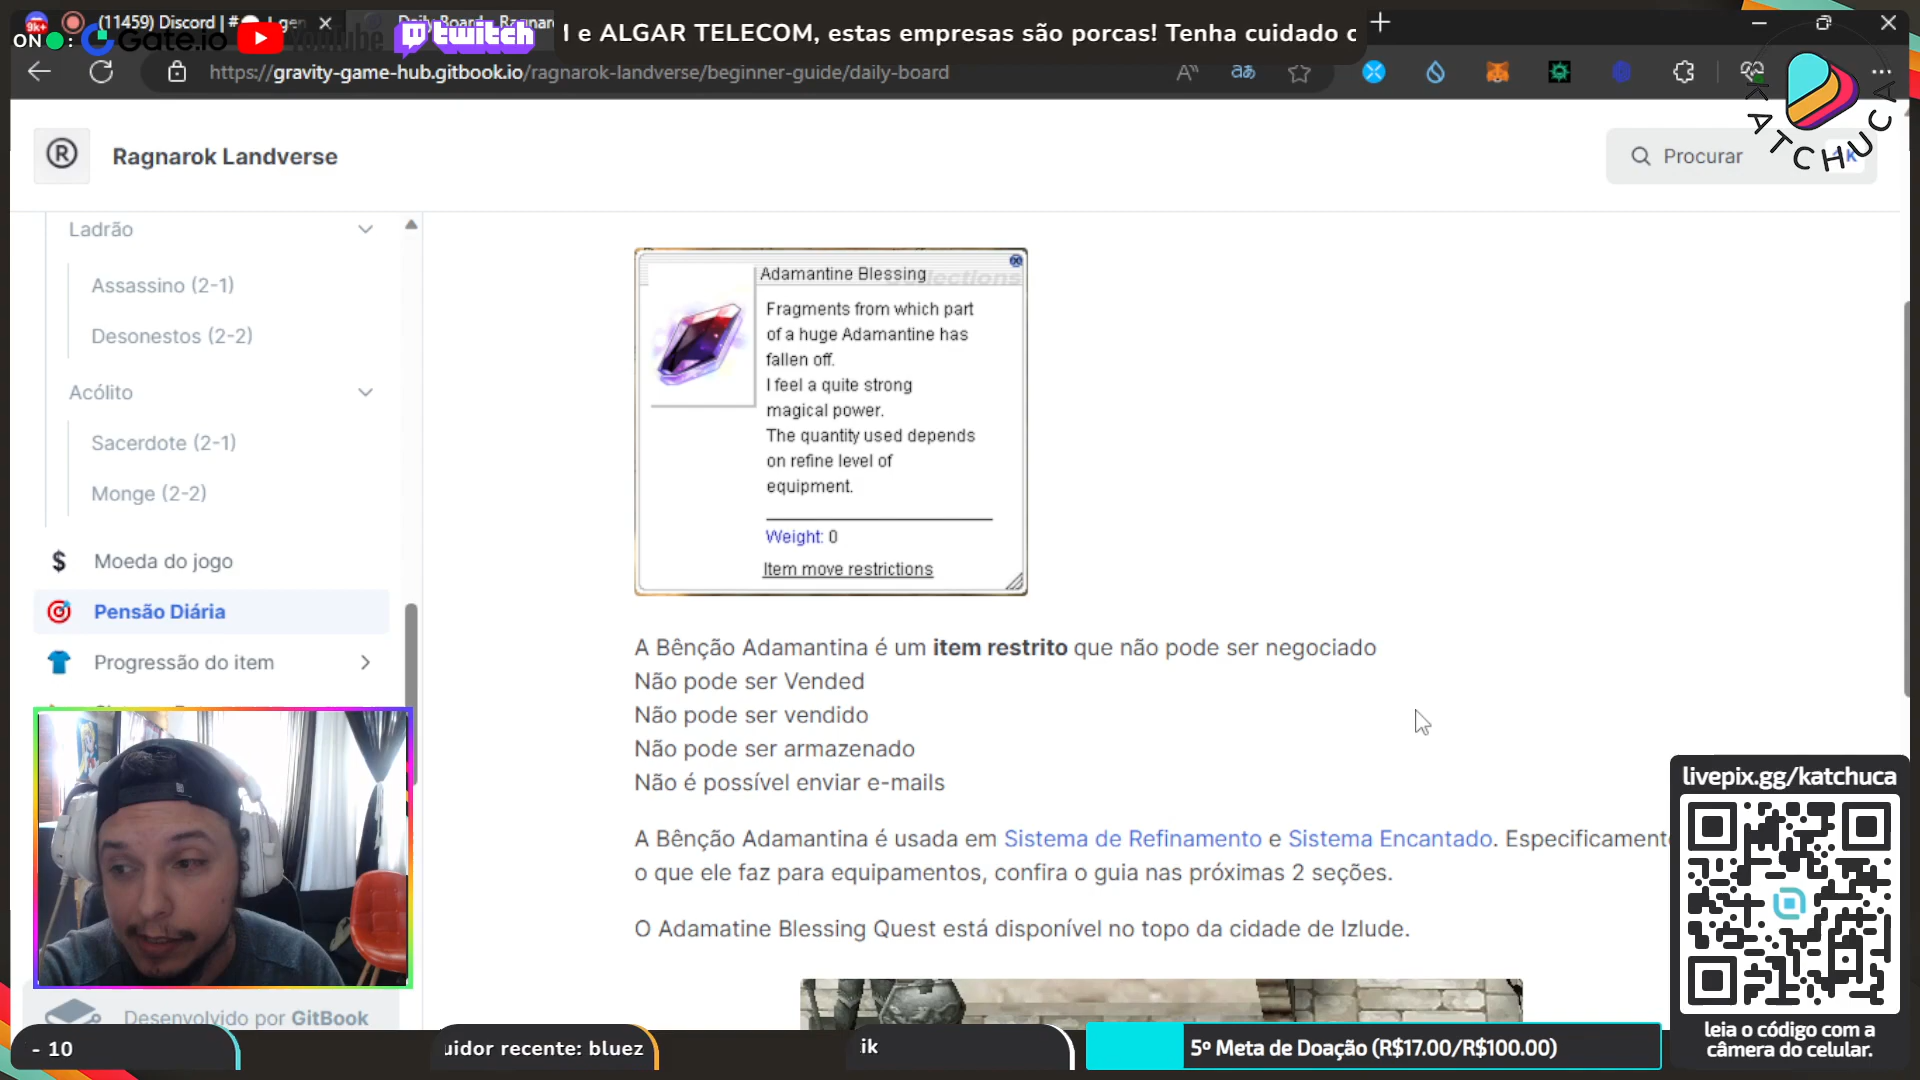 (11459) Discord | #
ON :
Gate.io
YouTube
twitch
e ALGAR TELECOM, estas empresas são porcas! Tenha cuidado c
https://gravity-game-hub.gitbook.io/ragnarok-landverse/beginner-guide/daily-board
KATCHUCA
Ragnarok Landverse
Procurar
Ladrão
Assassino (2-1)
Desonestos (2-2)
Acólito
Sacerdote (2-1)
Monge (2-2)
Moeda do jogo
Pensão Diária
Progressão do item
Desenvolvido por GitBook
Adamantine Blessing
Fragments from which part
of a huge Adamantine has
fallen off.
I feel a quite strong
magical power.
The quantity used depends
on refine level of
equipment.
Weight: 0
Item move restrictions
A Bênção Adamantina é um item restrito que não pode ser negociado
Não pode ser Vended
Não pode ser vendido
Não pode ser armazenado
Não é possível enviar e-mails
A Bênção Adamantina é usada em Sistema de Refinamento e Sistema Encantado. Especificament
o que ele faz para equipamentos, confira o guia nas próximas 2 seções.
O Adamatine Blessing Quest está disponível no topo da cidade de Izlude.
livepix.gg/katchuca
leia o código com a
câmera do celular.
- 10
uidor recente: bluez
ik
5º Meta de Doação (R$17.00/R$100.00)